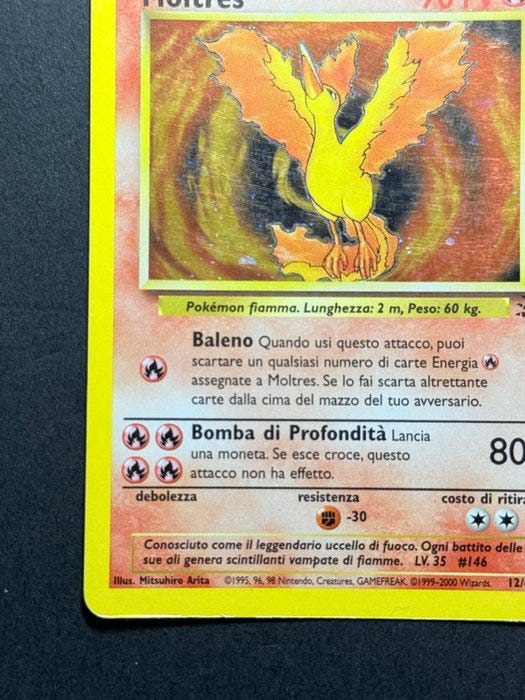 Moltres
Pokémon fiamma. Lunghezza: 2 m, Peso: 60 kg.
Baleno Quando usi questo attacco, puoi
scartare un qualsiasi numero di carte Energia
assegnate a Moltres. Se lo fai scarta altrettante
carte dalla cima del mazzo del tuo avversario.
Bomba di Profondità Lancia
una moneta. Se esce croce, questo
attacco non ha effetto.
80
debolezza resistenza costo di ritira
-30
Conosciuto come il leggendario uccello di fuoco. Ogni battito delle
sue ali genera scintillanti vampate di fiamme. LV. 35 #146
Illus. Mitsuhiro Arita ©1995, 96, 98 Nintendo, Creatures, GAMEFREAK. ©1999-2000 Wizards. 12/